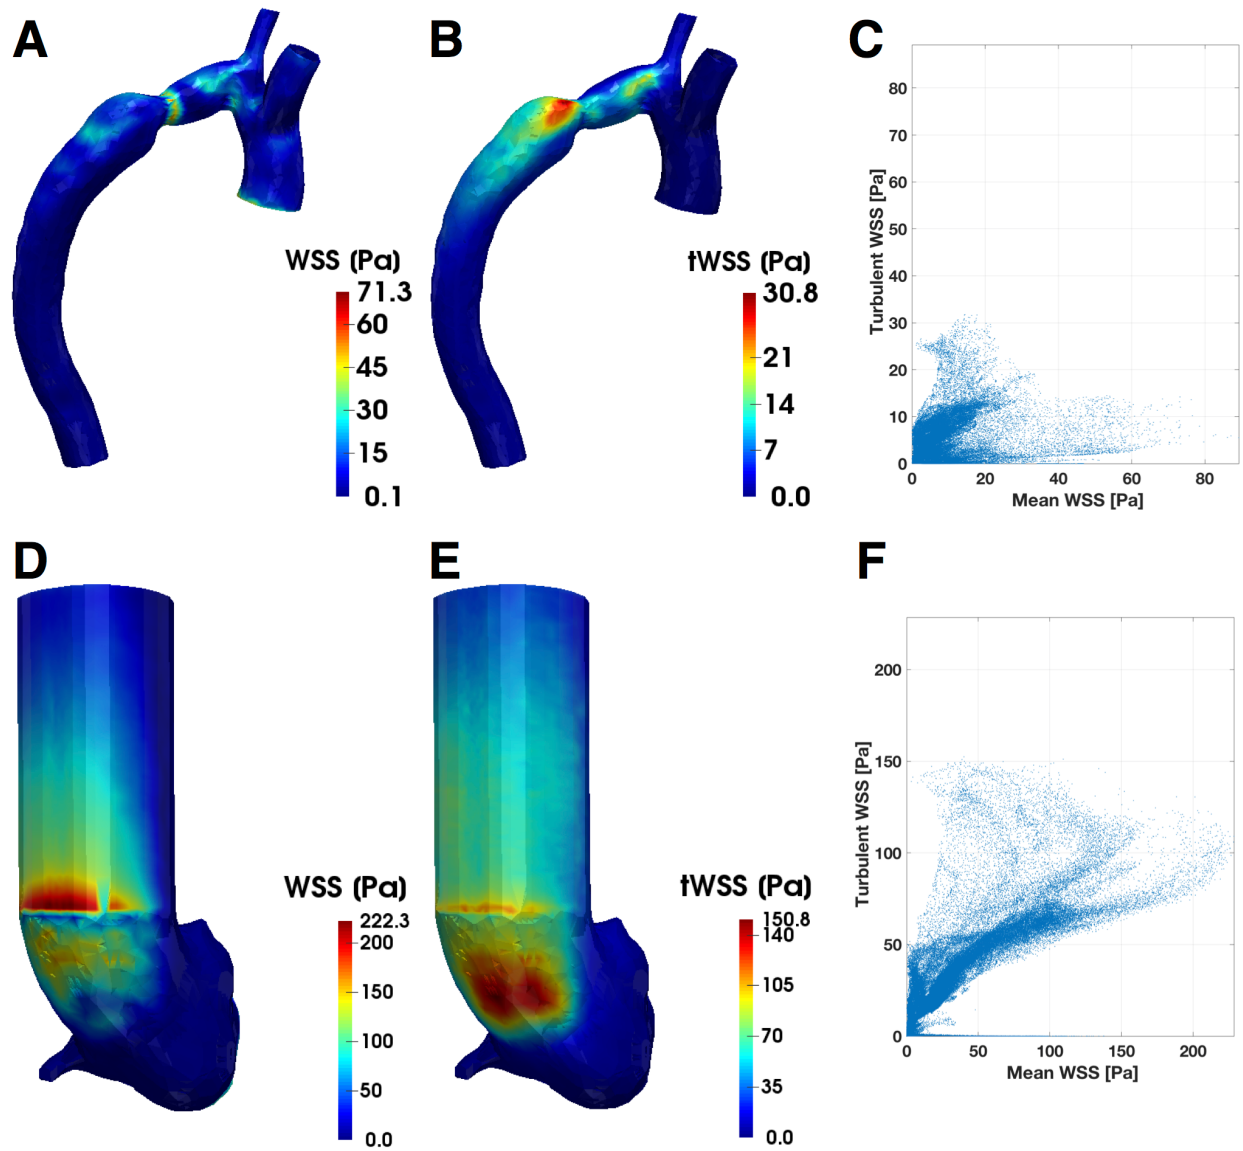 A
B
C
WSS (Pa)
71.3
60
45
30
15
0.1
tWSS (Pa)
30.8
21
14
7
0.0
Turbulent WSS [Pa]
80
70
60
50
40
30
20
10
0
0 20 40 60 80
Mean WSS [Pa]
D
E
F
WSS (Pa)
222.3
200
150
100
50
0.0
tWSS (Pa)
150.8
140
105
70
35
0.0
Turbulent WSS [Pa]
200
150
100
50
0
0 50 100 150 200
Mean WSS [Pa]